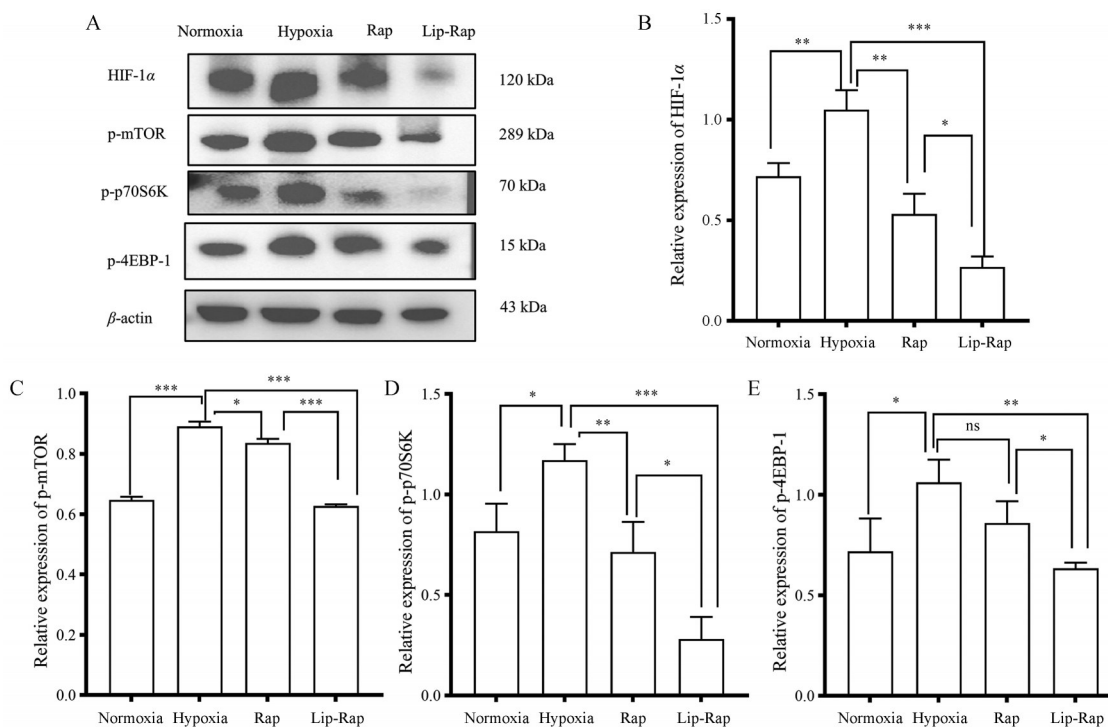 A
Normoxia Hypoxia Rap Lip-Rap
HIF-1α 120 kDa
p-mTOR 289 kDa
p-p70S6K 70 kDa
p-4EBP-1 15 kDa
β-actin 43 kDa
B
Relative expression of HIF-1α
1.5
1.0
0.5
0.0
***
** **
*
Normoxia Hypoxia Rap Lip-Rap
C
Relative expression of p-mTOR
1.0
0.8
0.6
0.4
0.2
0.0
*** ***
* ***
Normoxia Hypoxia Rap Lip-Rap
D
Relative expression of p-p70S6K
1.5
1.0
0.5
0.0
* ***
**
*
Normoxia Hypoxia Rap Lip-Rap
E
Relative expression of p-4EBP-1
1.5
1.0
0.5
0.0
* **
ns *
Normoxia Hypoxia Rap Lip-Rap